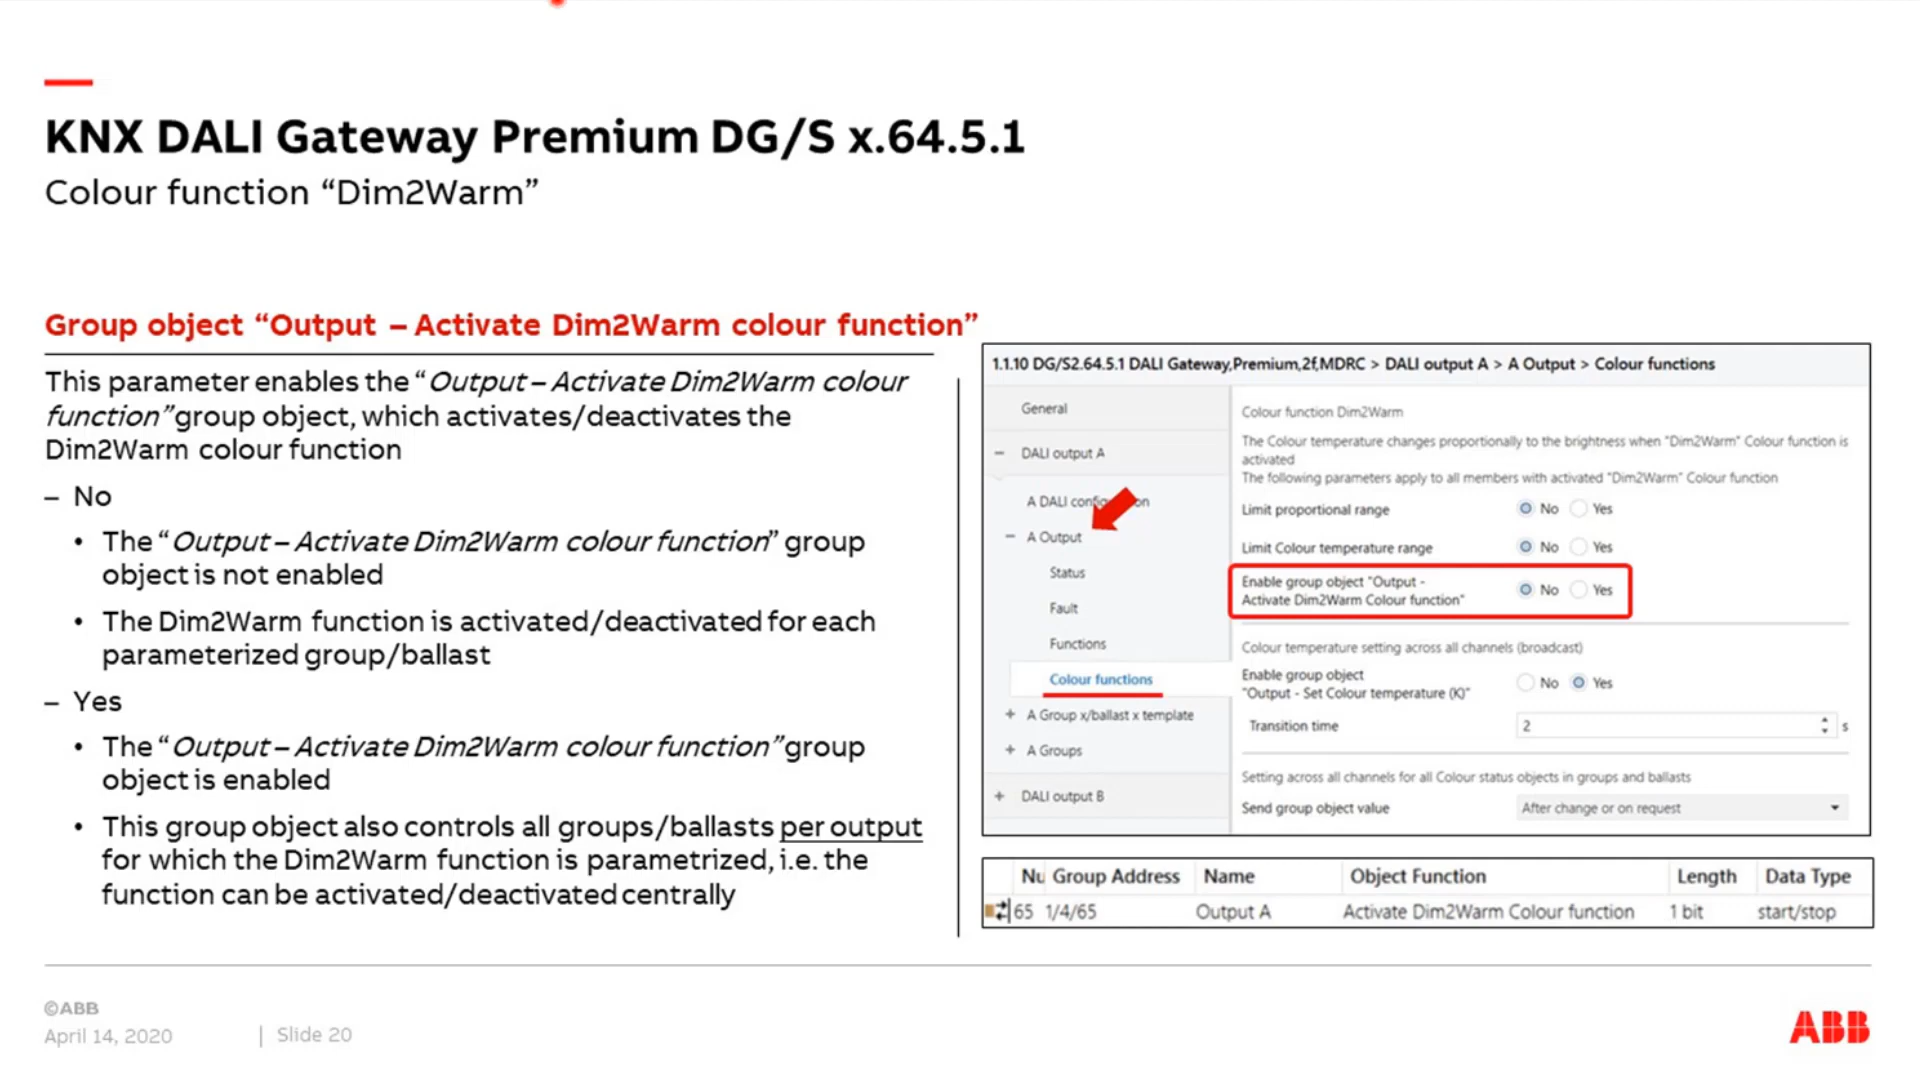 KNX DALI Gateway Premium DG/S x.64.5.1
Colour function “Dim2Warm”
Group object “Output – Activate Dim2Warm colour function”
This parameter enables the “Output – Activate Dim2Warm colour
function” group object, which activates/deactivates the
Dim2Warm colour function
– No
• The “Output – Activate Dim2Warm colour function” group
object is not enabled
• The Dim2Warm function is activated/deactivated for each
parameterized group/ballast
– Yes
• The “Output – Activate Dim2Warm colour function” group
object is enabled
• This group object also controls all groups/ballasts per output
for which the Dim2Warm function is parametrized, i.e. the
function can be activated/deactivated centrally
1.1.10 DG/S2.64.5.1 DALI Gateway,Premium,2f,MDRC > DALI output A > A Output > Colour functions
General
– DALI output A
A DALI
– A Output
Status
Fault
Functions
Colour functions
+ A Group x/ballast x template
+ A Groups
+ DALI output B
Colour function Dim2Warm
The Colour temperature changes proportionally to the brightness when "Dim2Warm" Colour function is
activated
The following parameters apply to all members with activated "Dim2Warm" Colour function
Limit proportional range No Yes
Limit Colour temperature range No Yes
Enable group object "Output -
Activate Dim2Warm Colour function" No Yes
Colour temperature setting across all channels (broadcast)
Enable group object
"Output - Set Colour temperature (K)" No Yes
Transition time 2 s
Setting across all channels for all Colour status objects in groups and ballasts
Send group object value After change or on request
Nu Group Address Name Object Function Length Data Type
65 1/4/65 Output A Activate Dim2Warm Colour function 1 bit start/stop
©ABB
April 14, 2020 | Slide 20
ABB